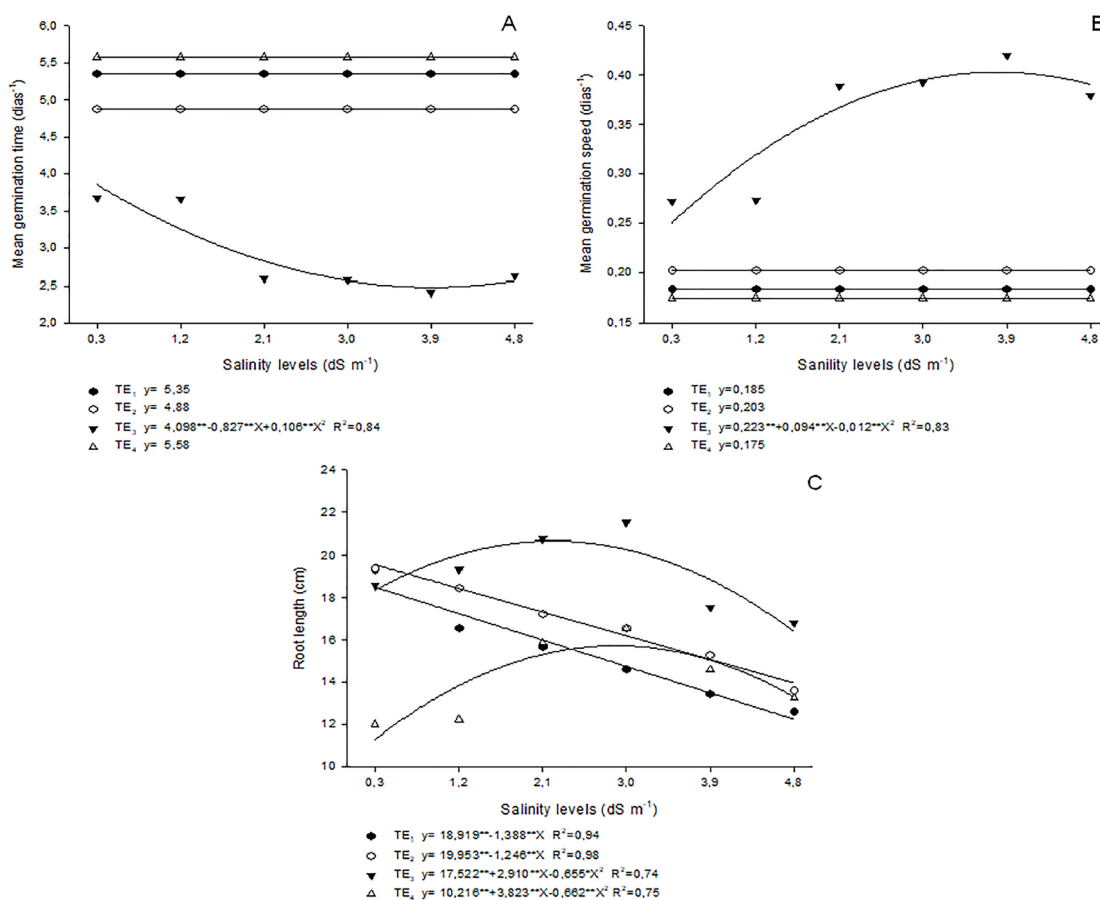 A
6,0
5,5
5,0
4,5
4,0
3,5
3,0
2,5
2,0
Mean germination time (dias⁻¹)
0,3 1,2 2,1 3,0 3,9 4,8
Salinity levels (dS m⁻¹)
TE₁ y= 5,35
TE₂ y= 4,88
TE₃ y= 4,098**-0,827**X+0,106**X² R²=0,84
TE₄ y= 5,58
B
0,45
0,40
0,35
0,30
0,25
0,20
0,15
Mean germination speed (dias⁻¹)
0,3 1,2 2,1 3,0 3,9 4,8
Sanility levels (dS m⁻¹)
TE₁ y=0,185
TE₂ y=0,203
TE₃ y=0,223**+0,094**X-0,012**X² R²=0,83
TE₄ y=0,175
C
24
22
20
18
16
14
12
10
Root length (cm)
0,3 1,2 2,1 3,0 3,9 4,8
Salinity levels (dS m⁻¹)
TE₁ y= 18,919**-1,388**X R²=0,94
TE₂ y= 19,953**-1,246**X R²=0,98
TE₃ y= 17,522**+2,910**X-0,655*X² R²=0,74
TE₄ y= 10,216**+3,823**X-0,662**X² R²=0,75